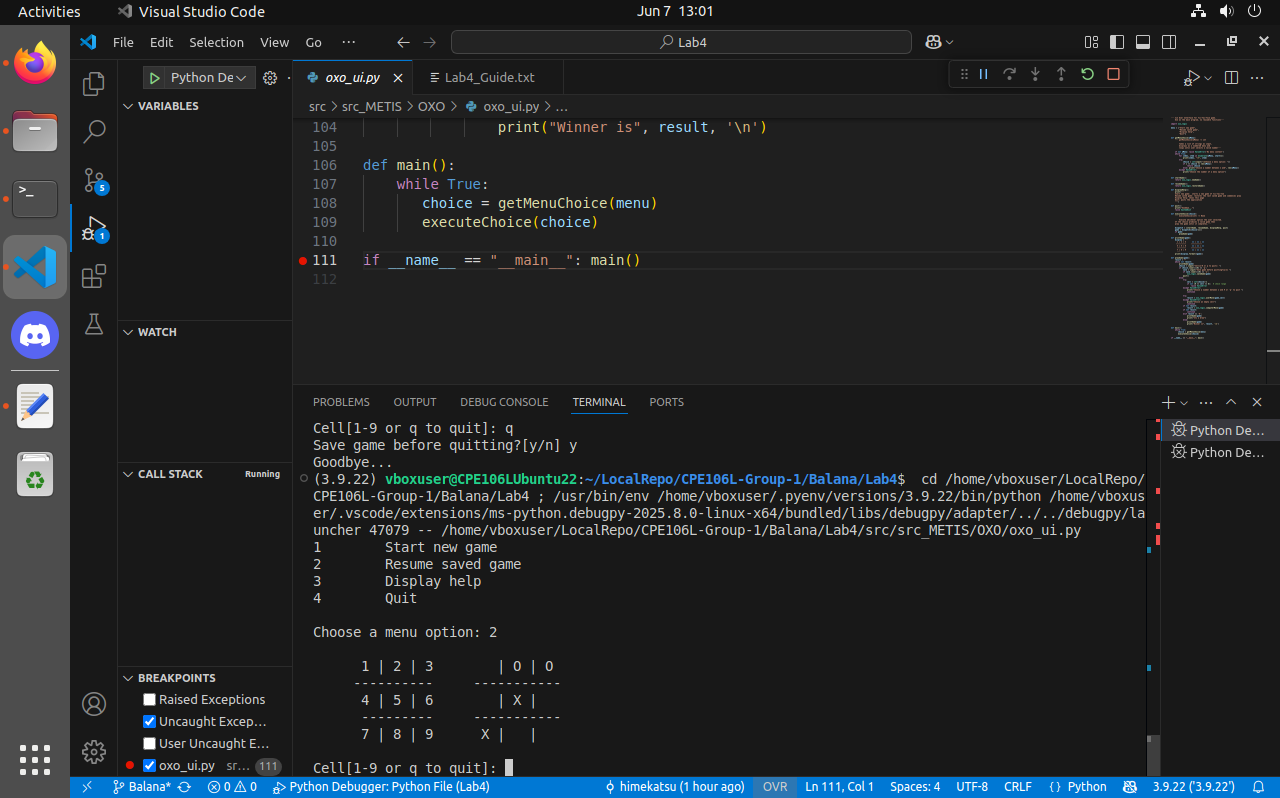 Activities
Visual Studio Code
Jun 7 13:01
File Edit Selection View Go ···
Lab4
Python De
oxo_ui.py
Lab4_Guide.txt
VARIABLES
src > src_METIS > OXO > oxo_ui.py > ...
104 print("Winner is", result, '\n')
105
106 def main():
107 while True:
108 choice = getMenuChoice(menu)
109 executeChoice(choice)
110
111 if __name__ == "__main__": main()
112
5
1
WATCH
CALL STACK
Running
BREAKPOINTS
Raised Exceptions
Uncaught Excep...
User Uncaught E...
oxo_ui.py sr... 111
PROBLEMS OUTPUT DEBUG CONSOLE TERMINAL PORTS
Python De...
Python De...
Cell[1-9 or q to quit]: q
Save game before quitting?[y/n] y
Goodbye...
(3.9.22) vboxuser@CPE106LUbuntu22:~/LocalRepo/CPE106L-Group-1/Balana/Lab4$ cd /home/vboxuser/LocalRepo/
CPE106L-Group-1/Balana/Lab4 ; /usr/bin/env /home/vboxuser/.pyenv/versions/3.9.22/bin/python /home/vboxus
er/.vscode/extensions/ms-python.debugpy-2025.8.0-linux-x64/bundled/libs/debugpy/adapter/../../debugpy/la
uncher 47079 -- /home/vboxuser/LocalRepo/CPE106L-Group-1/Balana/Lab4/src/src_METIS/OXO/oxo_ui.py
1 Start new game
2 Resume saved game
3 Display help
4 Quit
Choose a menu option: 2
1 | 2 | 3 | O | O
---------- -----------
4 | 5 | 6 | X |
--------- -----------
7 | 8 | 9 X | |
Cell[1-9 or q to quit]:
Balana* 0 0 Python Debugger: Python File (Lab4) himekatsu (1 hour ago) OVR Ln 111, Col 1 Spaces: 4 UTF-8 CRLF { } Python 3.9.22 ('3.9.22')